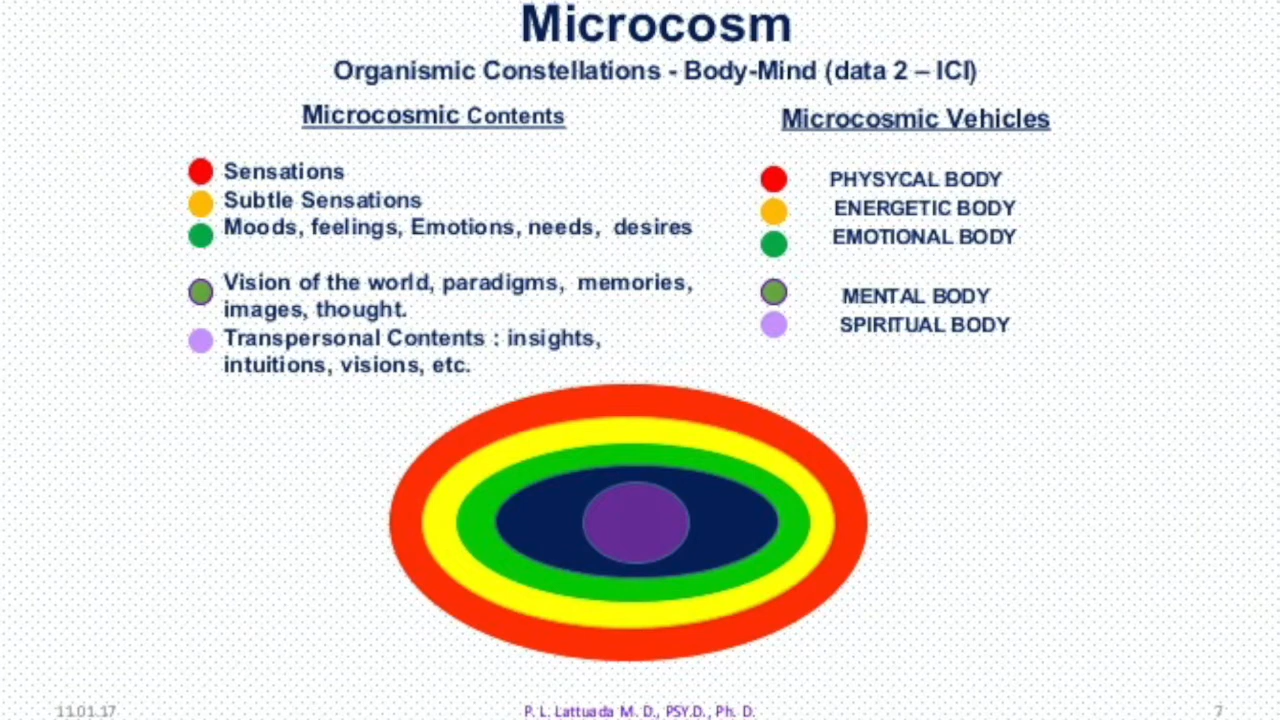 Microcosm
Organismic Constellations - Body-Mind (data 2 – ICI)
Microcosmic Contents
Sensations
Subtle Sensations
Moods, feelings, Emotions, needs, desires
Vision of the world, paradigms, memories,
images, thought.
Transpersonal Contents : insights,
intuitions, visions, etc.
Microcosmic Vehicles
PHYSYCAL BODY
ENERGETIC BODY
EMOTIONAL BODY
MENTAL BODY
SPIRITUAL BODY
11.01.17
P. L. Lattuada M. D., PSY.D., Ph. D.
7